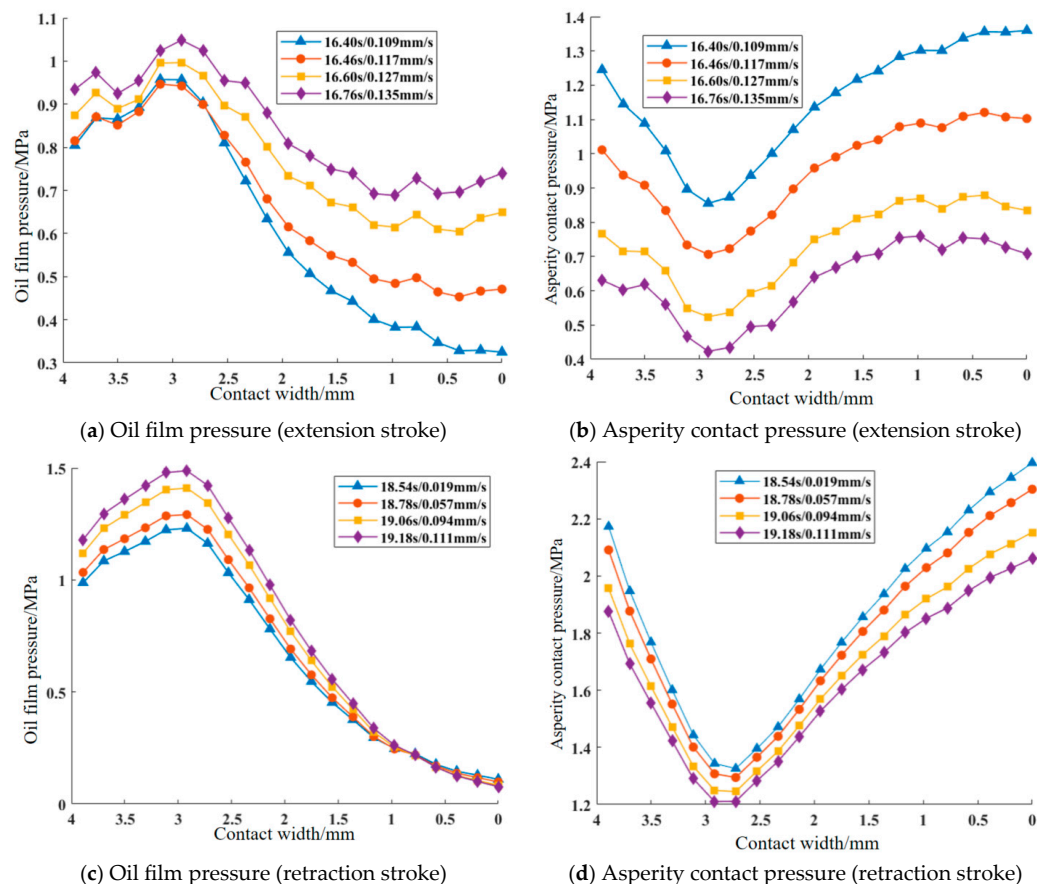 1.1
1
0.9
0.8
0.7
0.6
0.5
0.4
0.3
Oil film pressure/MPa
16.40s/0.109mm/s
16.46s/0.117mm/s
16.60s/0.127mm/s
16.76s/0.135mm/s
4 3.5 3 2.5 2 1.5 1 0.5 0
Contact width/mm
(a) Oil film pressure (extension stroke)
1.4
1.3
1.2
1.1
1
0.9
0.8
0.7
0.6
0.5
0.4
Asperity contact pressure/MPa
16.40s/0.109mm/s
16.46s/0.117mm/s
16.60s/0.127mm/s
16.76s/0.135mm/s
4 3.5 3 2.5 2 1.5 1 0.5 0
Contact width/mm
(b) Asperity contact pressure (extension stroke)
1.5
1
0.5
0
Oil film pressure/MPa
18.54s/0.019mm/s
18.78s/0.057mm/s
19.06s/0.094mm/s
19.18s/0.111mm/s
4 3.5 3 2.5 2 1.5 1 0.5 0
Contact width/mm
(c) Oil film pressure (retraction stroke)
2.4
2.2
2
1.8
1.6
1.4
1.2
Asperity contact pressure/MPa
18.54s/0.019mm/s
18.78s/0.057mm/s
19.06s/0.094mm/s
19.18s/0.111mm/s
4 3.5 3 2.5 2 1.5 1 0.5 0
Contact width/mm
(d) Asperity contact pressure (retraction stroke)